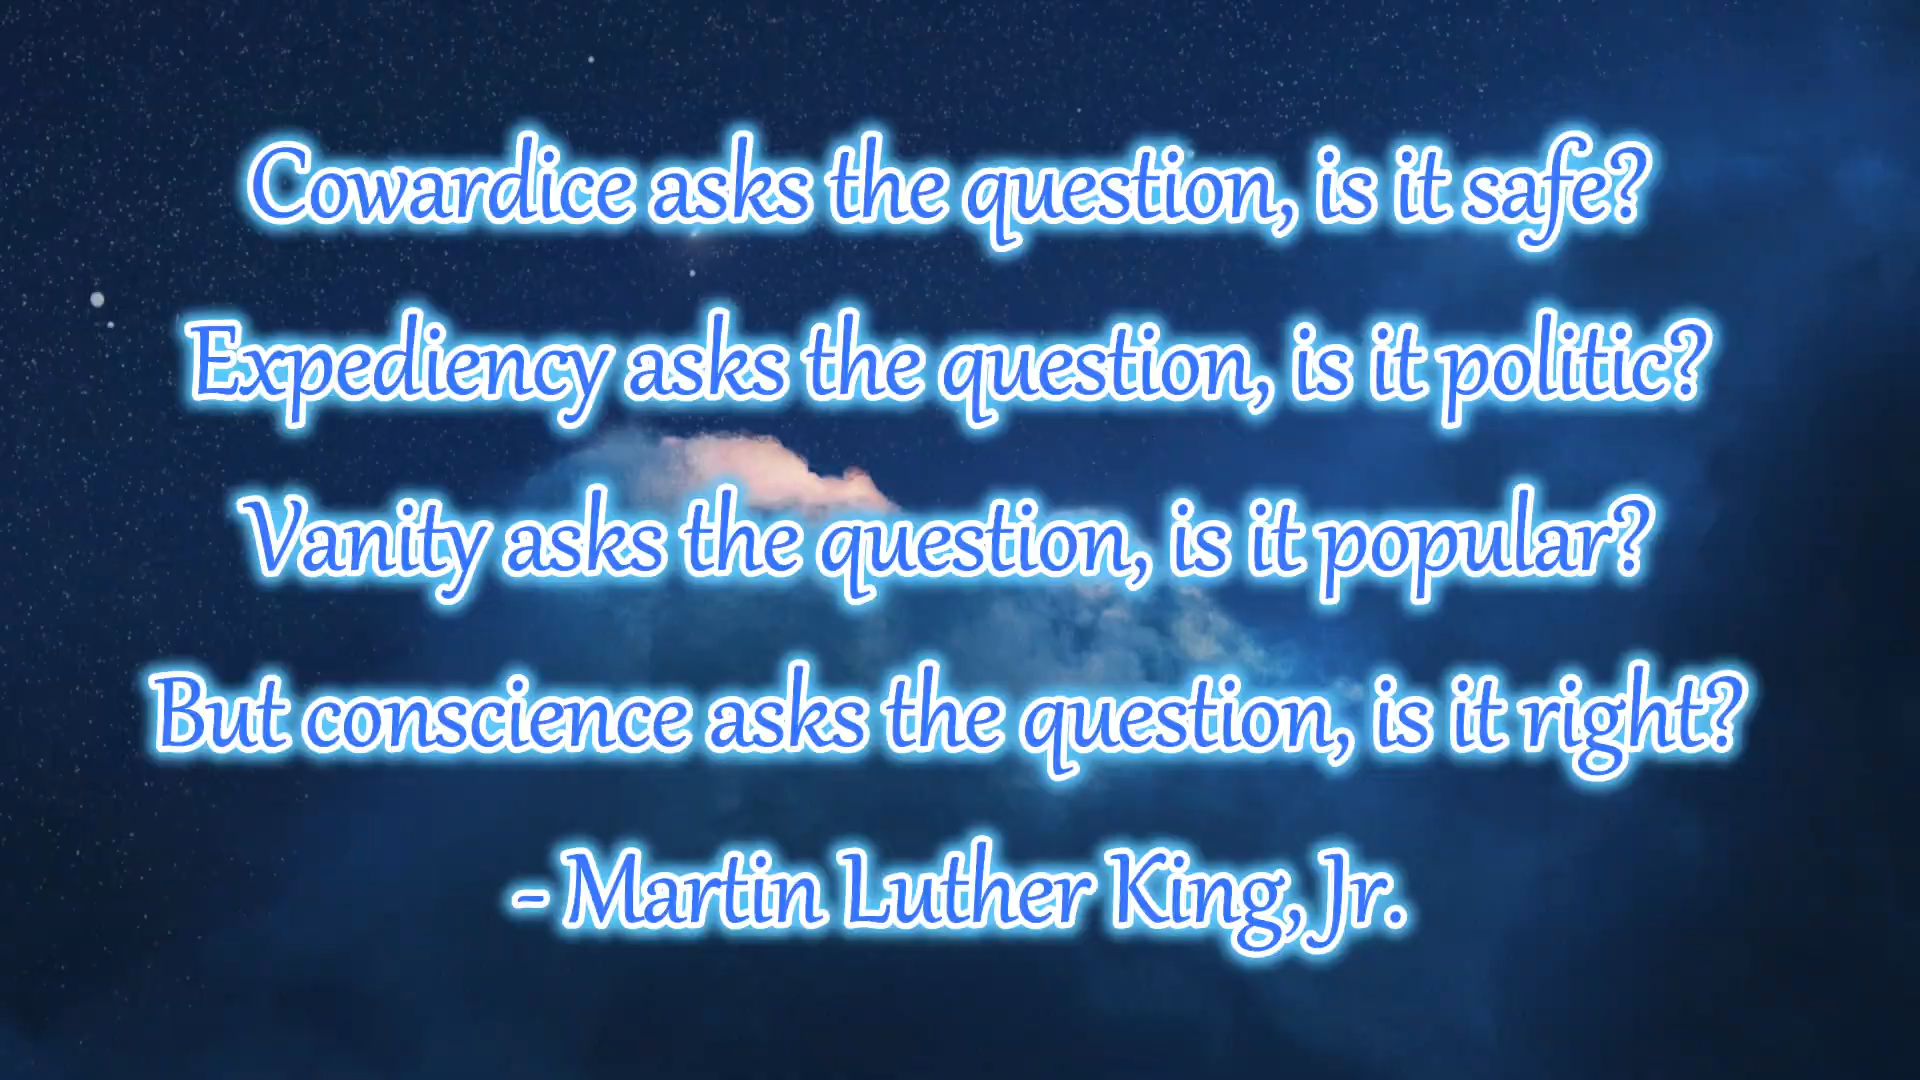 Cowardice asks the question, is it safe?
Expediency asks the question, is it politic?
Vanity asks the question, is it popular?
But conscience asks the question, is it right?
- Martin Luther King, Jr.